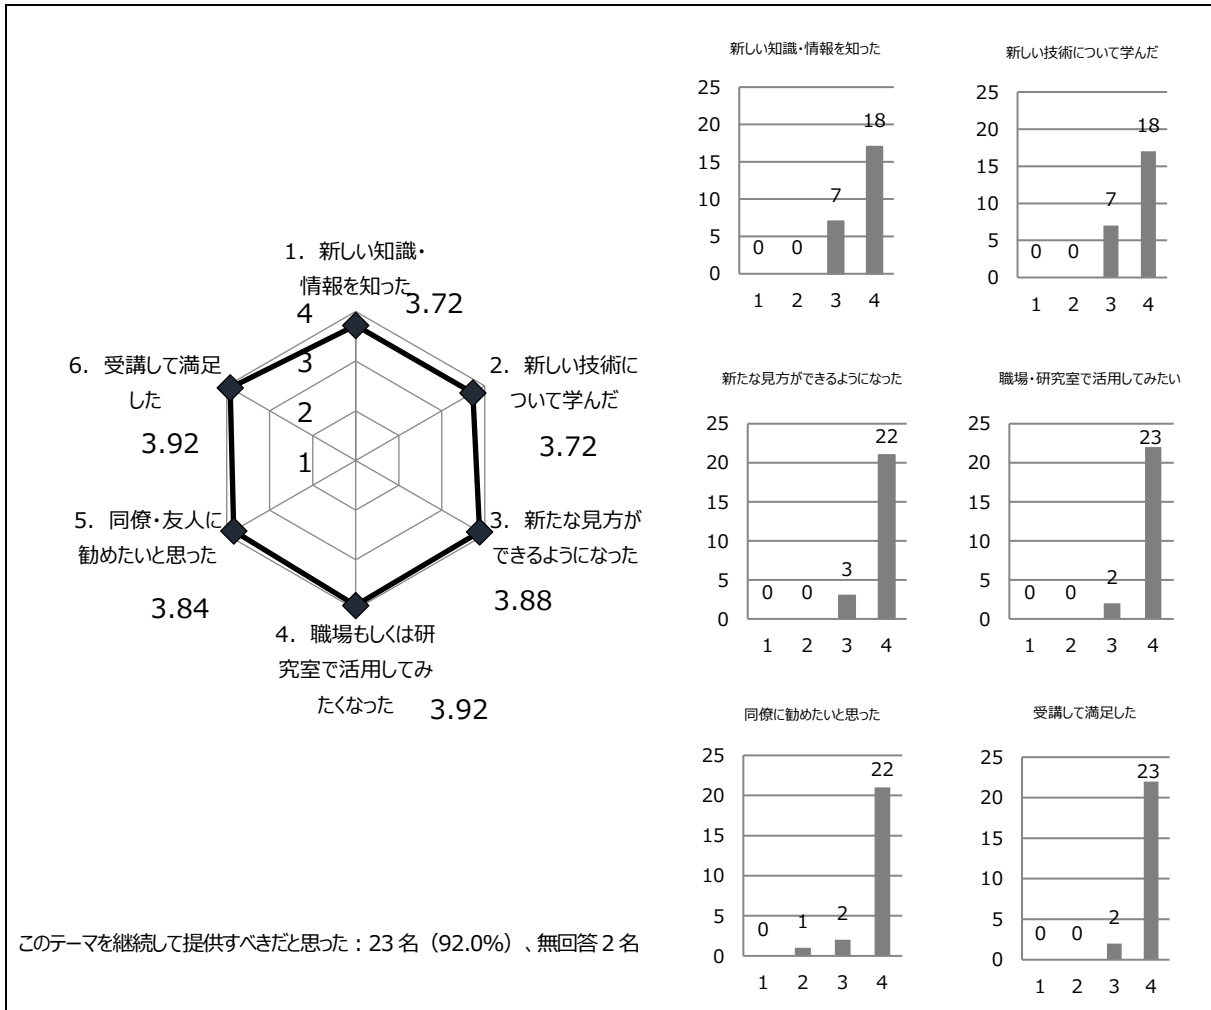 1．新しい知識・
情報を知った
3.72
4
3
2
1
2．新しい技術に
ついて学んだ
3.72
3．新たな見方が
できるようになった
3.88
4．職場もしくは研
究室で活用してみ
たくなった
3.92
5．同僚・友人に
勧めたいと思った
3.84
6．受講して満足
した
3.92
このテーマを継続して提供すべきだと思った：23 名（92.0%）、無回答 2 名
新しい知識・情報を知った
25
20
15
10
5
0
0 0 7 18
1 2 3 4
新しい技術について学んだ
25
20
15
10
5
0
0 0 7 18
1 2 3 4
新たな見方ができるようになった
25
20
15
10
5
0
0 0 3 22
1 2 3 4
職場・研究室で活用してみたい
25
20
15
10
5
0
0 0 2 23
1 2 3 4
同僚に勧めたいと思った
25
20
15
10
5
0
0 1 2 22
1 2 3 4
受講して満足した
25
20
15
10
5
0
0 0 2 23
1 2 3 4